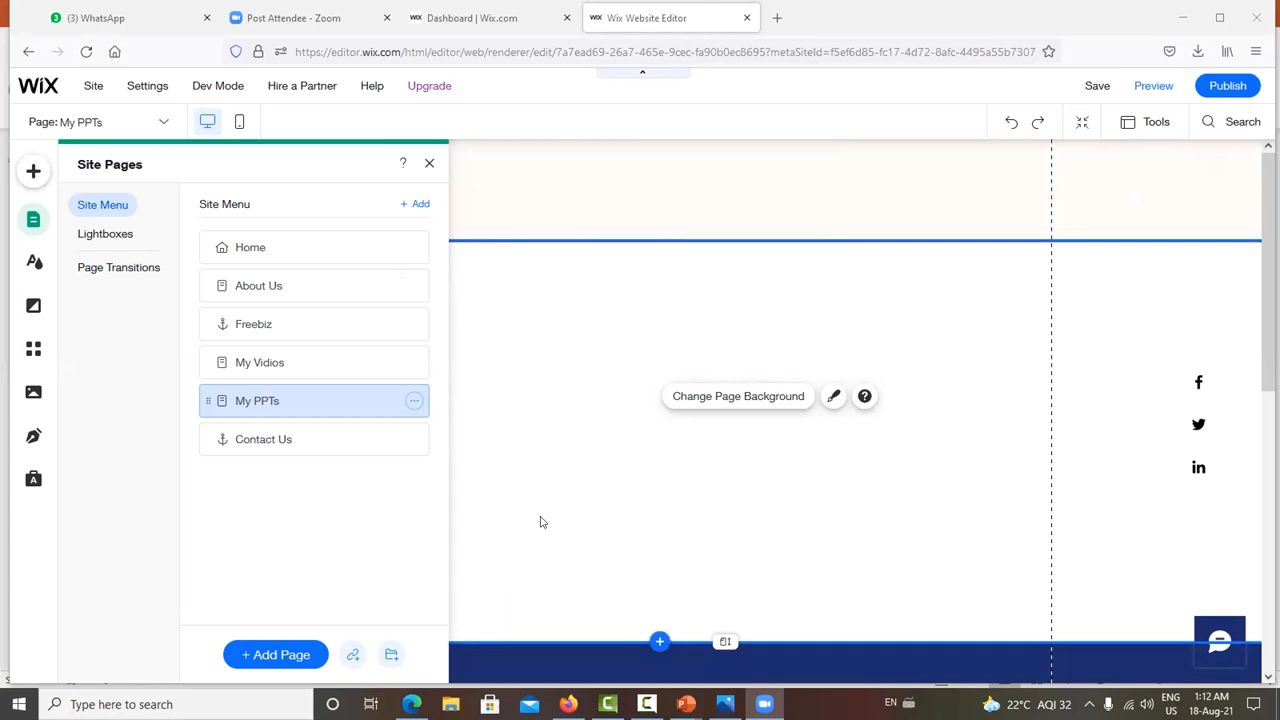 (3) WhatsApp
Post Attendee - Zoom
WiX Dashboard | Wix.com
WiX Wix Website Editor
https://editor.wix.com/html/editor/web/renderer/edit/7a7ead69-26a7-465e-9cec-fa90b0ec8695?metaSiteId=f5ef6d85-fc17-4d72-8afc-4495a55b7307
WiX Site Settings Dev Mode Hire a Partner Help Upgrade Save Preview Publish
Page: My PPTs Tools Search
Site Pages ?
Site Menu
Lightboxes
Page Transitions
Site Menu + Add
Home
About Us
Freebiz
My Vidios
My PPTs
Contact Us
+ Add Page
Change Page Background
Type here to search
EN
22°C AQI 32
ENG
US
1:12 AM
18-Aug-21